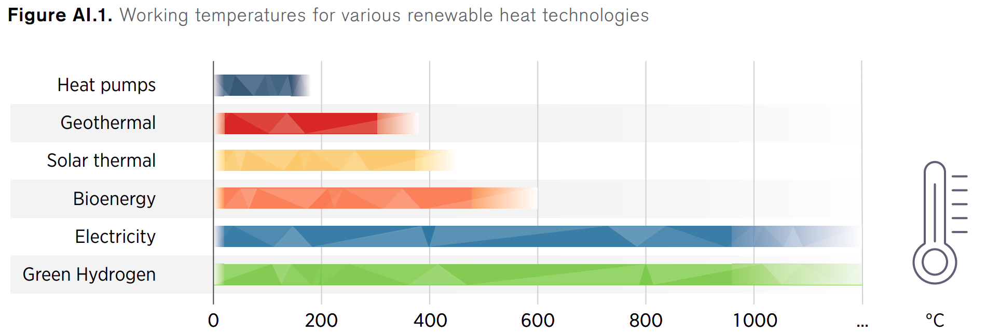 Figure AI.1. Working temperatures for various renewable heat technologies
Heat pumps
Geothermal
Solar thermal
Bioenergy
Electricity
Green Hydrogen
0 200 400 600 800 1000 ... °C